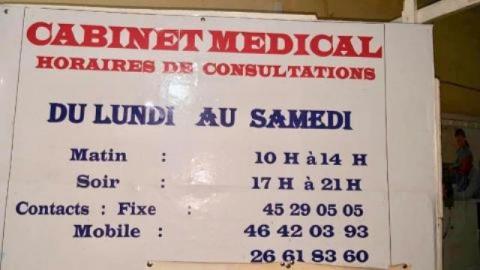 CABINET MEDICAL
HORAIRES DE CONSULTATIONS
DU LUNDI AU SAMEDI
Matin : 10 H à 14 H
Soir : 17 H à 21 H
Contacts : Fixe : 45 29 05 05
Mobile : 46 42 03 93
26 61 83 60